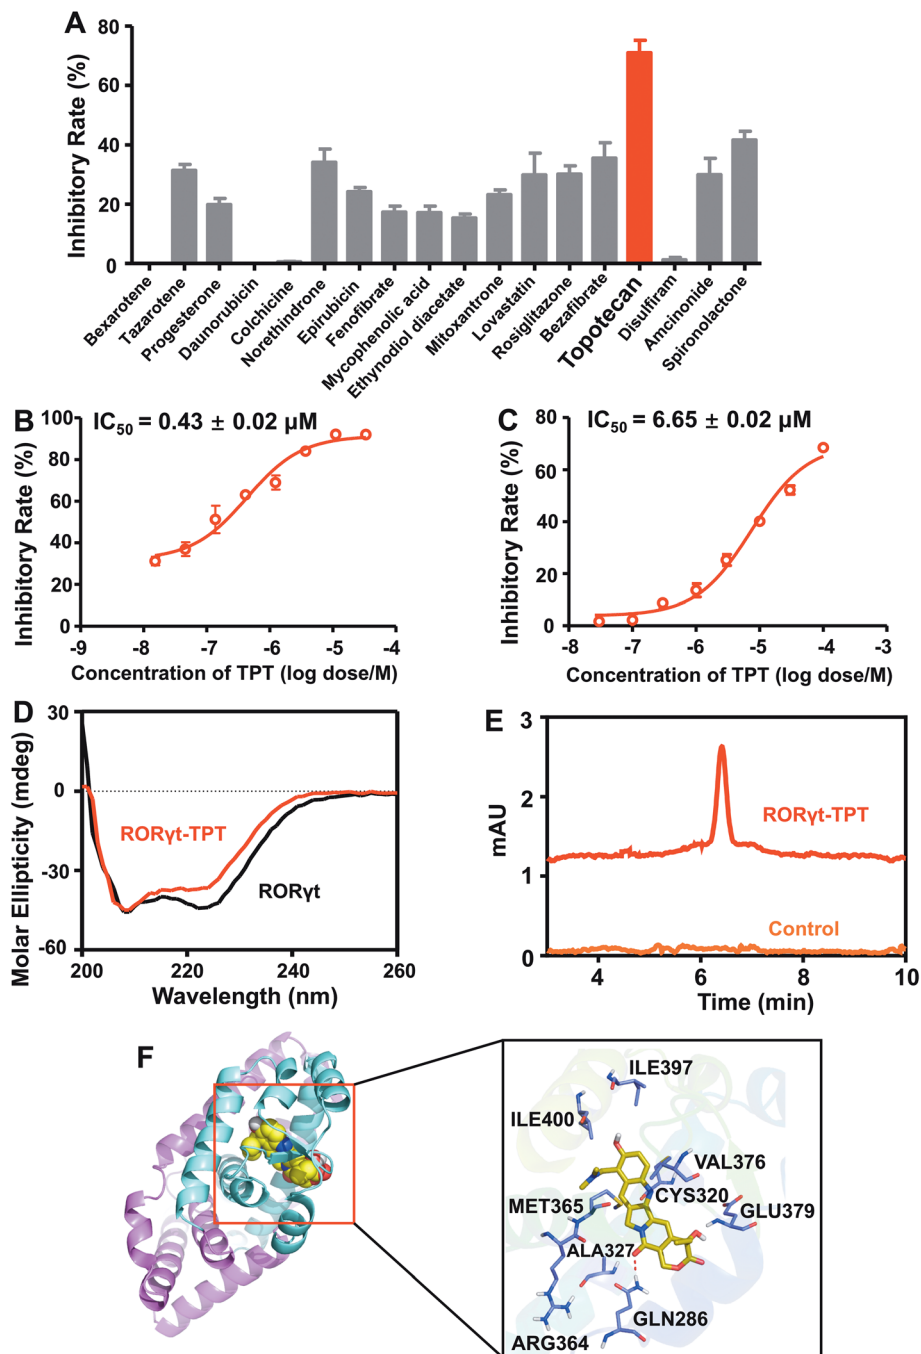 A
Inhibitory Rate (%)
80
60
40
20
0
Bexarotene
Tazarotene
Progesterone
Daunorubicin
Colchicine
Norethindrone
Epirubicin
Fenofibrate
Mycophenolic acid
Ethynodiol diacetate
Mitoxantrone
Lovastatin
Rosiglitazone
Bezafibrate
Topotecan
Disulfiram
Amcinonide
Spironolactone
B
IC50 = 0.43 ± 0.02 µM
Inhibitory Rate (%)
100
80
60
40
20
0
-9 -8 -7 -6 -5 -4
Concentration of TPT (log dose/M)
C
IC50 = 6.65 ± 0.02 µM
Inhibitory Rate (%)
80
60
40
20
0
-8 -7 -6 -5 -4 -3
Concentration of TPT (log dose/M)
D
Molar Ellipticity (mdeg)
30
0
-30
-60
RORγt-TPT
RORγt
200 220 240 260
Wavelength (nm)
E
mAU
3
2
1
0
RORγt-TPT
Control
4 6 8 10
Time (min)
F
ILE397
ILE400
VAL376
CYS320
MET365
GLU379
ALA327
GLN286
ARG364